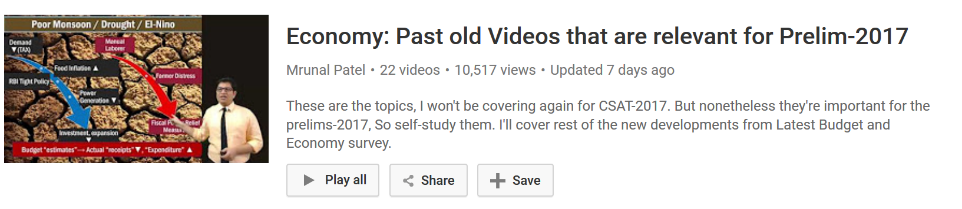 Poor Monsoon / Drought / El-Nino
Demand
▼(TAX)
Manual
Laborer
Food Inflation ▲
Farmer Distress
RBI Tight Policy
Power
Generation ▼
Fiscal Relief
Measu
Investment, expansion
▼
Budget "estimates"→ Actual "receipts" ▼, "Expenditure" ▲
Economy: Past old Videos that are relevant for Prelim-2017
Mrunal Patel • 22 videos • 10,517 views • Updated 7 days ago
These are the topics, I won't be covering again for CSAT-2017. But nonetheless they're important for the
prelims-2017, So self-study them. I'll cover rest of the new developments from Latest Budget and
Economy survey.
Play all
Share
Save